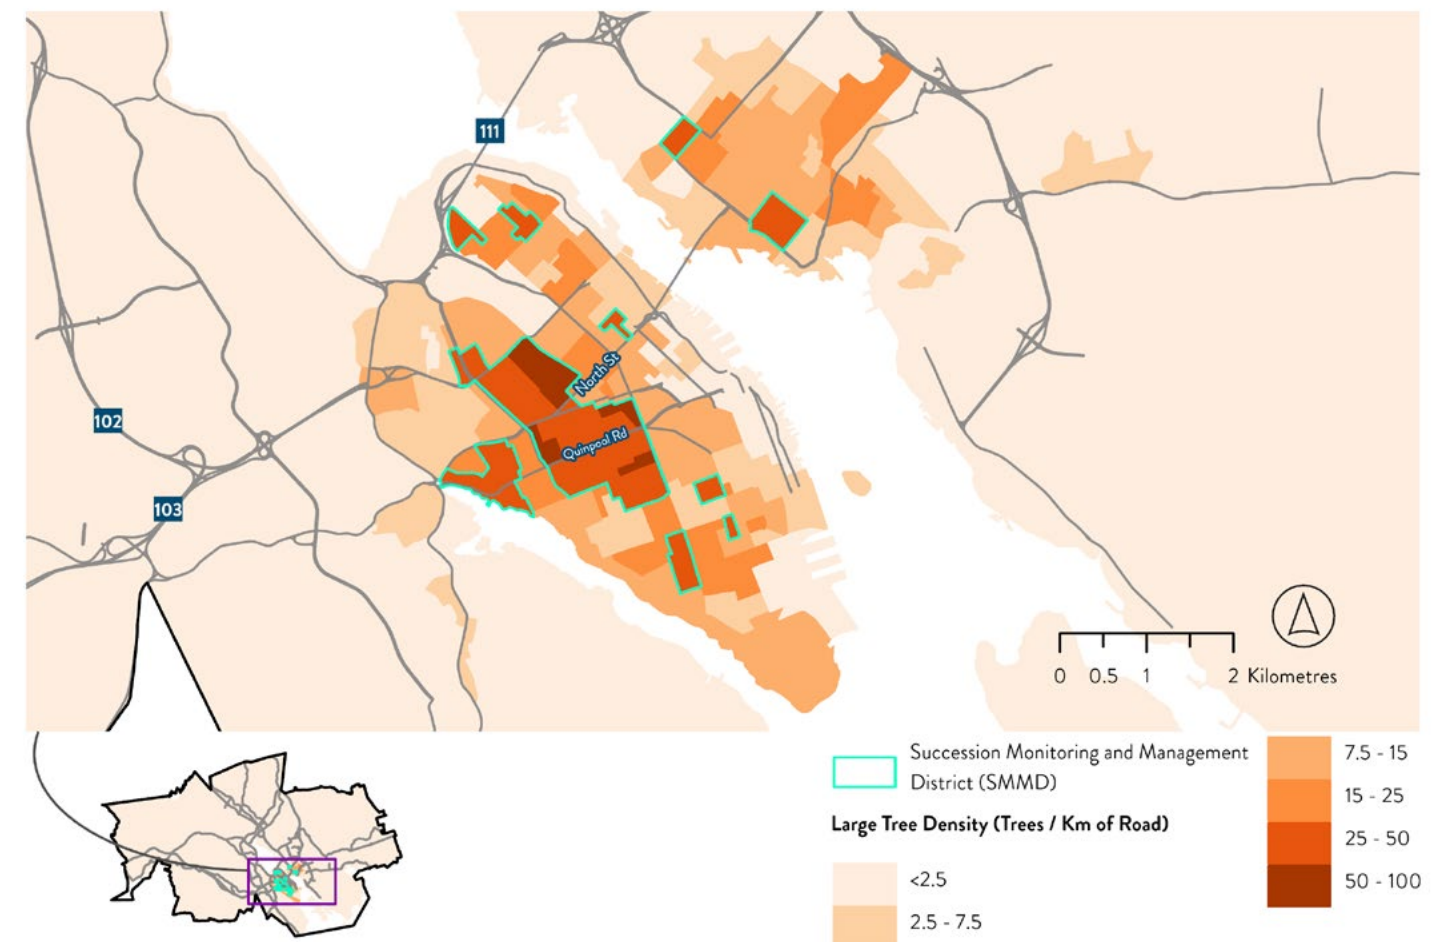 111
North St
102
Quinpool Rd
103
0 0.5 1 2 Kilometres
Succession Monitoring and Management
District (SMMD)
Large Tree Density (Trees / Km of Road)
<2.5
2.5 - 7.5
7.5 - 15
15 - 25
25 - 50
50 - 100